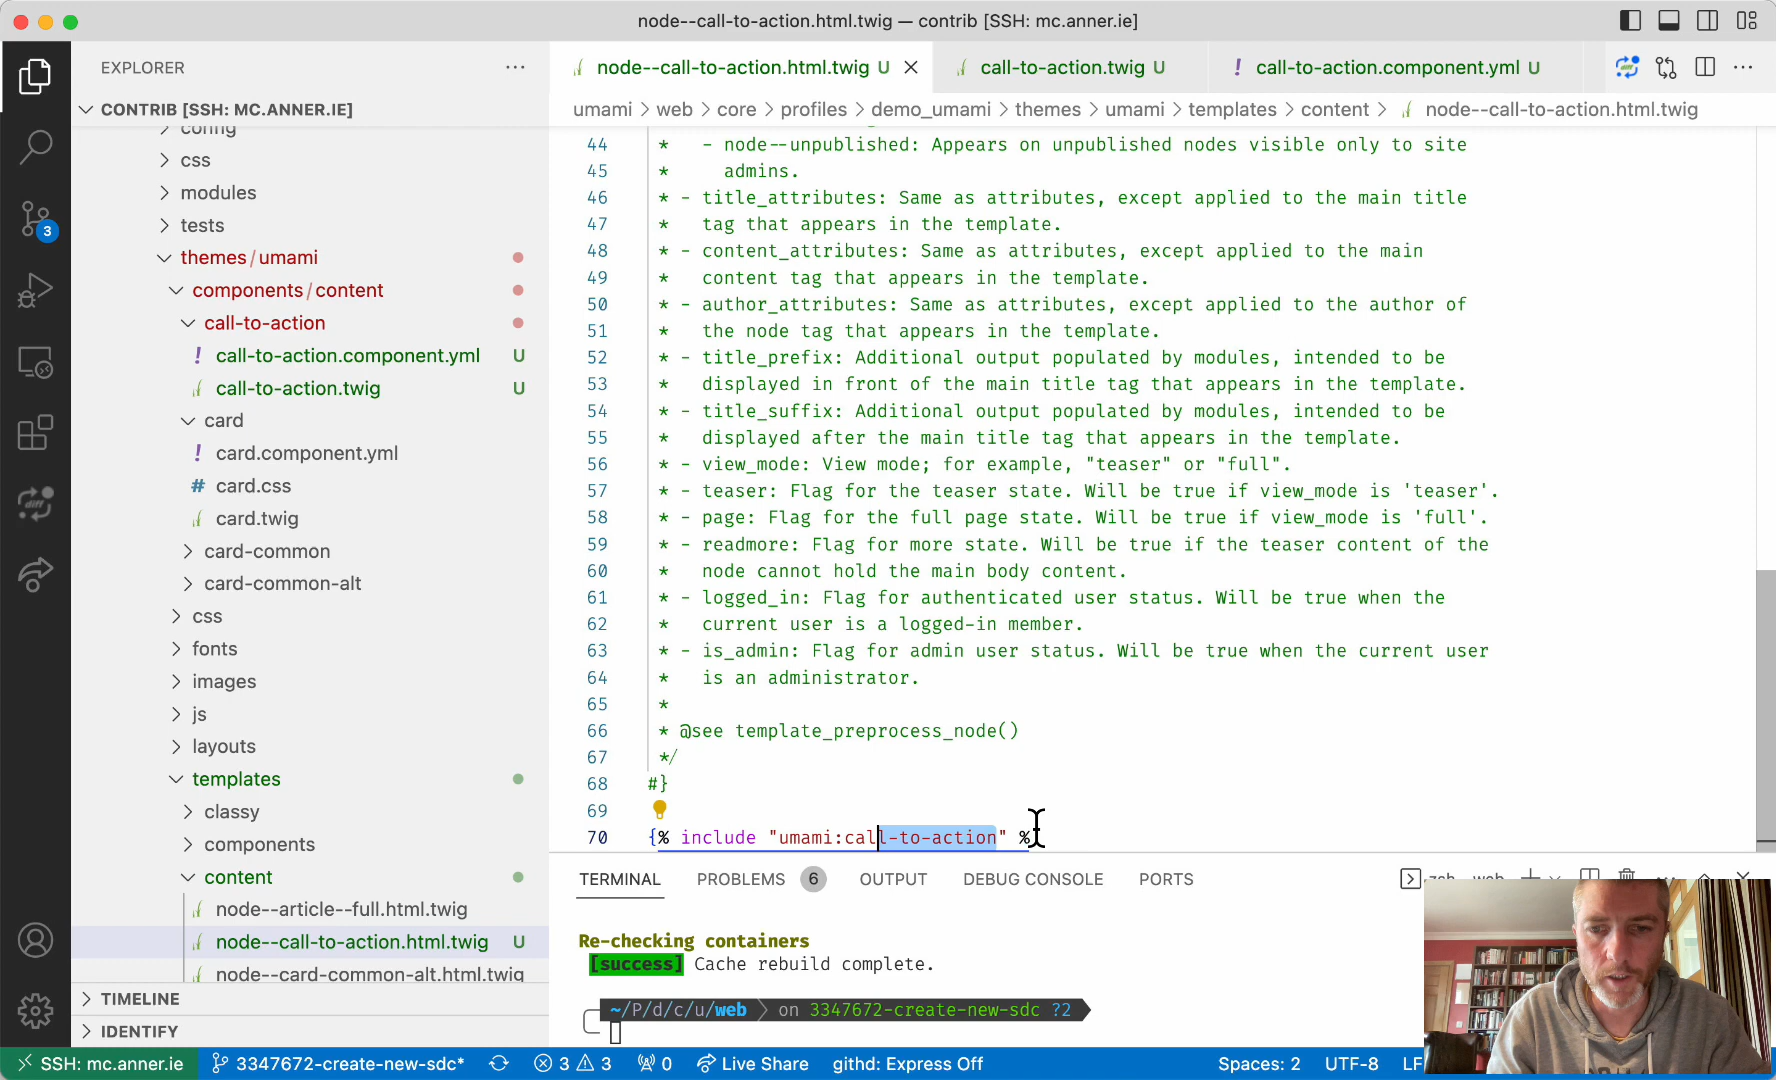 node--call-to-action.html.twig — contrib [SSH: mc.anner.ie]
EXPLORER
CONTRIB [SSH: MC.ANNER.IE]
config
css
modules
tests
themes/umami
components/content
call-to-action
call-to-action.component.yml U
call-to-action.twig U
card
card.component.yml
card.css
card.twig
card-common
card-common-alt
css
fonts
images
js
layouts
templates
classy
components
content
node--article--full.html.twig
node--call-to-action.html.twig U
node--card-common-alt.html.twig
TIMELINE
IDENTIFY
3
diff
node--call-to-action.html.twig U
call-to-action.twig U
call-to-action.component.yml U
umami > web > core > profiles > demo_umami > themes > umami > templates > content > node--call-to-action.html.twig
44 * - node--unpublished: Appears on unpublished nodes visible only to site
45 * admins.
46 * - title_attributes: Same as attributes, except applied to the main title
47 * tag that appears in the template.
48 * - content_attributes: Same as attributes, except applied to the main
49 * content tag that appears in the template.
50 * - author_attributes: Same as attributes, except applied to the author of
51 * the node tag that appears in the template.
52 * - title_prefix: Additional output populated by modules, intended to be
53 * displayed in front of the main title tag that appears in the template.
54 * - title_suffix: Additional output populated by modules, intended to be
55 * displayed after the main title tag that appears in the template.
56 * - view_mode: View mode; for example, "teaser" or "full".
57 * - teaser: Flag for the teaser state. Will be true if view_mode is 'teaser'.
58 * - page: Flag for the full page state. Will be true if view_mode is 'full'.
59 * - readmore: Flag for more state. Will be true if the teaser content of the
60 * node cannot hold the main body content.
61 * - logged_in: Flag for authenticated user status. Will be true when the
62 * current user is a logged-in member.
63 * - is_admin: Flag for admin user status. Will be true when the current user
64 * is an administrator.
65 *
66 * @see template_preprocess_node()
67 */
68 #}
69
70 {% include "umami:call-to-action" %}
TERMINAL PROBLEMS 6 OUTPUT DEBUG CONSOLE PORTS
Re-checking containers
[success] Cache rebuild complete.
~/P/d/c/u/web on 3347672-create-new-sdc ?2
SSH: mc.anner.ie 3347672-create-new-sdc* 3 3 0 Live Share githd: Express Off Spaces: 2 UTF-8 LF